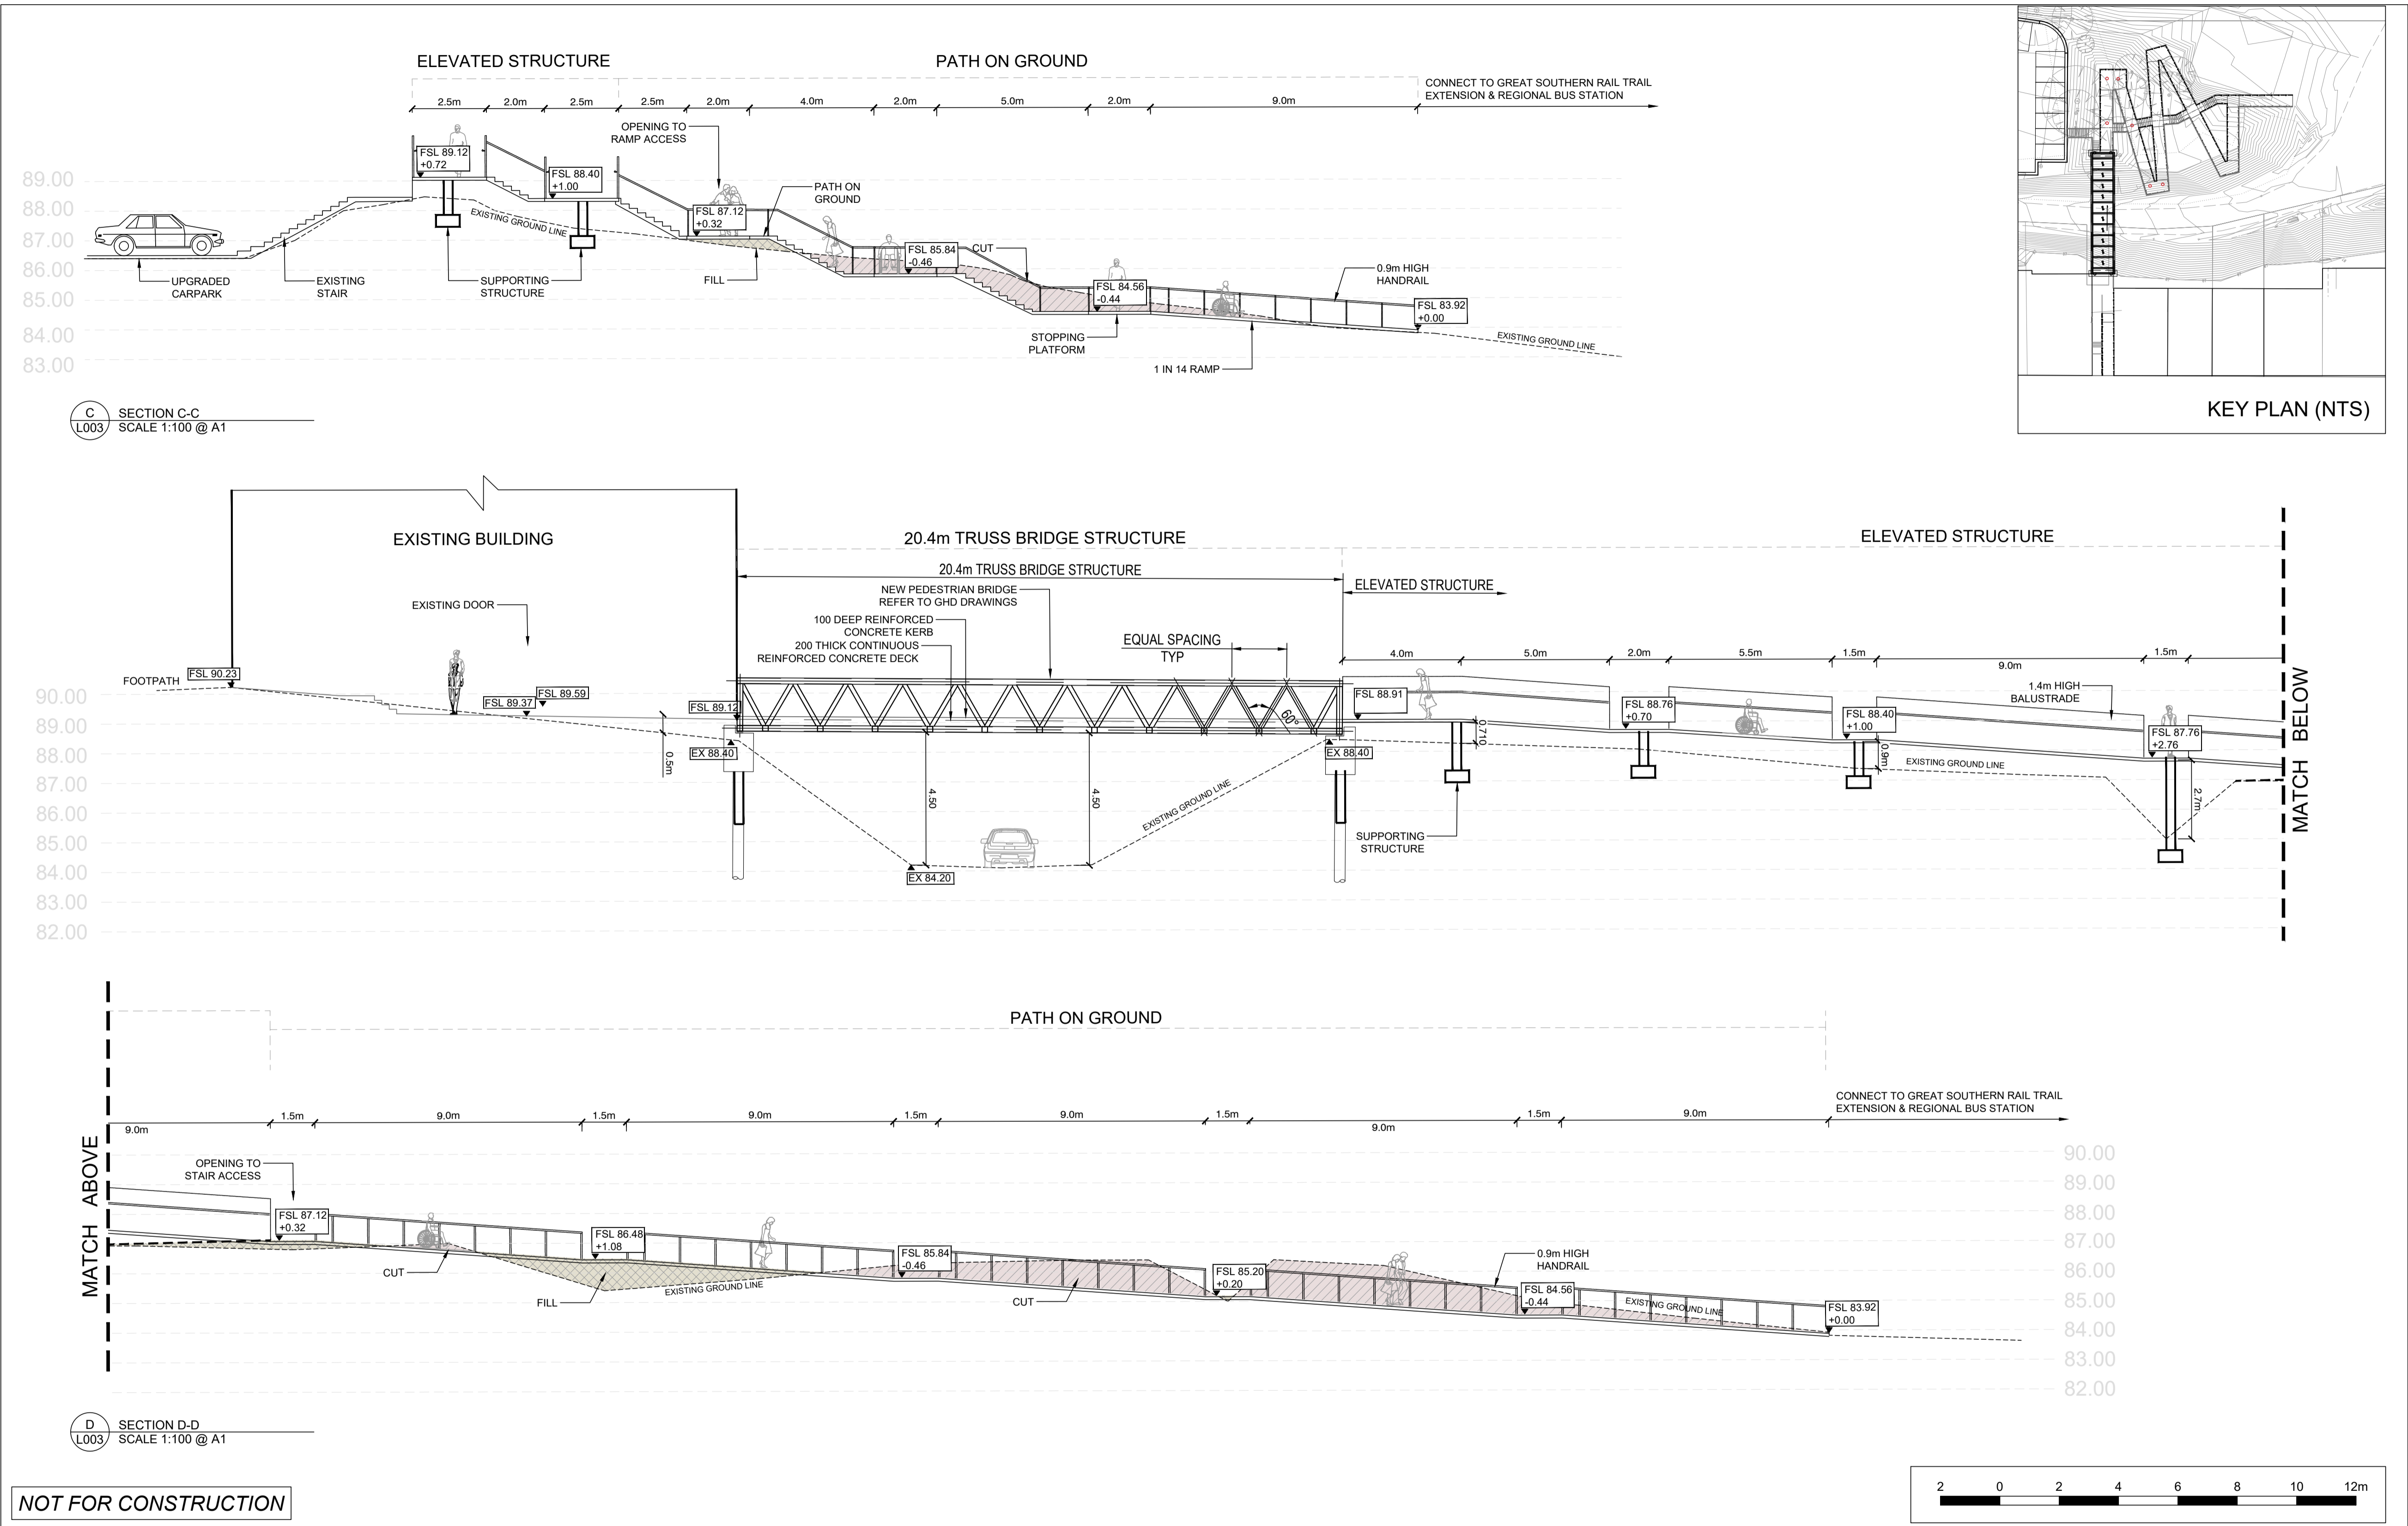 ELEVATED STRUCTURE
PATH ON GROUND
CONNECT TO GREAT SOUTHERN RAIL TRAIL
EXTENSION & REGIONAL BUS STATION
2.5m
2.0m
2.5m
2.5m
2.0m
4.0m
2.0m
5.0m
2.0m
9.0m
OPENING TO
RAMP ACCESS
FSL 89.12
+0.72
FSL 88.40
+1.00
PATH ON
GROUND
FSL 87.12
+0.32
EXISTING GROUND LINE
FSL 85.84
-0.46
CUT
0.9m HIGH
HANDRAIL
FSL 84.56
-0.44
FSL 83.92
+0.00
UPGRADED
CARPARK
EXISTING
STAIR
SUPPORTING
STRUCTURE
FILL
STOPPING
PLATFORM
1 IN 14 RAMP
EXISTING GROUND LINE
89.00
88.00
87.00
86.00
85.00
84.00
83.00
C
L003
SECTION C-C
SCALE 1:100 @ A1
KEY PLAN (NTS)
EXISTING BUILDING
20.4m TRUSS BRIDGE STRUCTURE
ELEVATED STRUCTURE
20.4m TRUSS BRIDGE STRUCTURE
ELEVATED STRUCTURE
NEW PEDESTRIAN BRIDGE
REFER TO GHD DRAWINGS
EXISTING DOOR
100 DEEP REINFORCED
CONCRETE KERB
200 THICK CONTINUOUS
REINFORCED CONCRETE DECK
EQUAL SPACING
TYP
4.0m
5.0m
2.0m
5.5m
1.5m
9.0m
1.5m
FOOTPATH
FSL 90.23
FSL 89.37
FSL 89.59
FSL 89.12
60°
FSL 88.91
FSL 88.76
+0.70
FSL 88.40
+1.00
1.4m HIGH
BALUSTRADE
FSL 87.76
+2.76
0.5m
EX 88.40
EX 88.40
0.710
0.9m
2.7m
4.50
4.50
EXISTING GROUND LINE
EXISTING GROUND LINE
SUPPORTING
STRUCTURE
EX 84.20
MATCH BELOW
90.00
89.00
88.00
87.00
86.00
85.00
84.00
83.00
82.00
PATH ON GROUND
CONNECT TO GREAT SOUTHERN RAIL TRAIL
EXTENSION & REGIONAL BUS STATION
9.0m
1.5m
9.0m
1.5m
9.0m
1.5m
9.0m
1.5m
9.0m
1.5m
9.0m
MATCH ABOVE
OPENING TO
STAIR ACCESS
FSL 87.12
+0.32
CUT
FSL 86.48
+1.08
FILL
EXISTING GROUND LINE
FSL 85.84
-0.46
CUT
FSL 85.20
+0.20
0.9m HIGH
HANDRAIL
FSL 84.56
-0.44
EXISTING GROUND LINE
FSL 83.92
+0.00
90.00
89.00
88.00
87.00
86.00
85.00
84.00
83.00
82.00
D
L003
SECTION D-D
SCALE 1:100 @ A1
NOT FOR CONSTRUCTION
2
0
2
4
6
8
10
12m